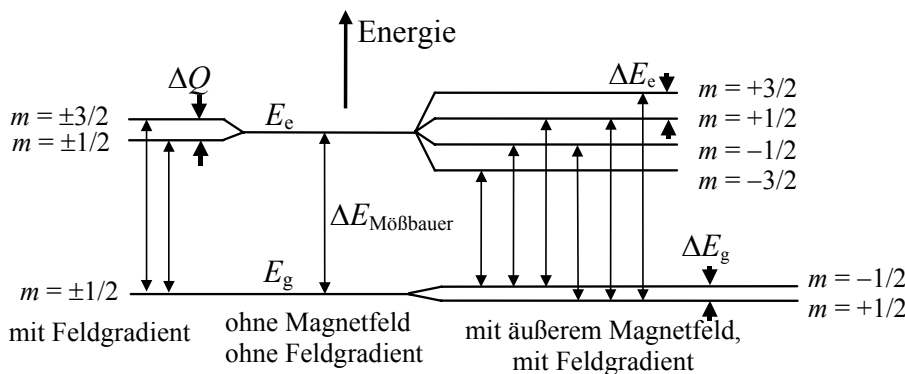 Energie
ΔQ
m = ±3/2
m = ±1/2
E_e
ΔE_e
m = +3/2
m = +1/2
m = −1/2
m = −3/2
ΔE_Mößbauer
ΔE_g
E_g
m = ±1/2
m = −1/2
m = +1/2
mit Feldgradient
ohne Magnetfeld
ohne Feldgradient
mit äußerem Magnetfeld,
mit Feldgradient